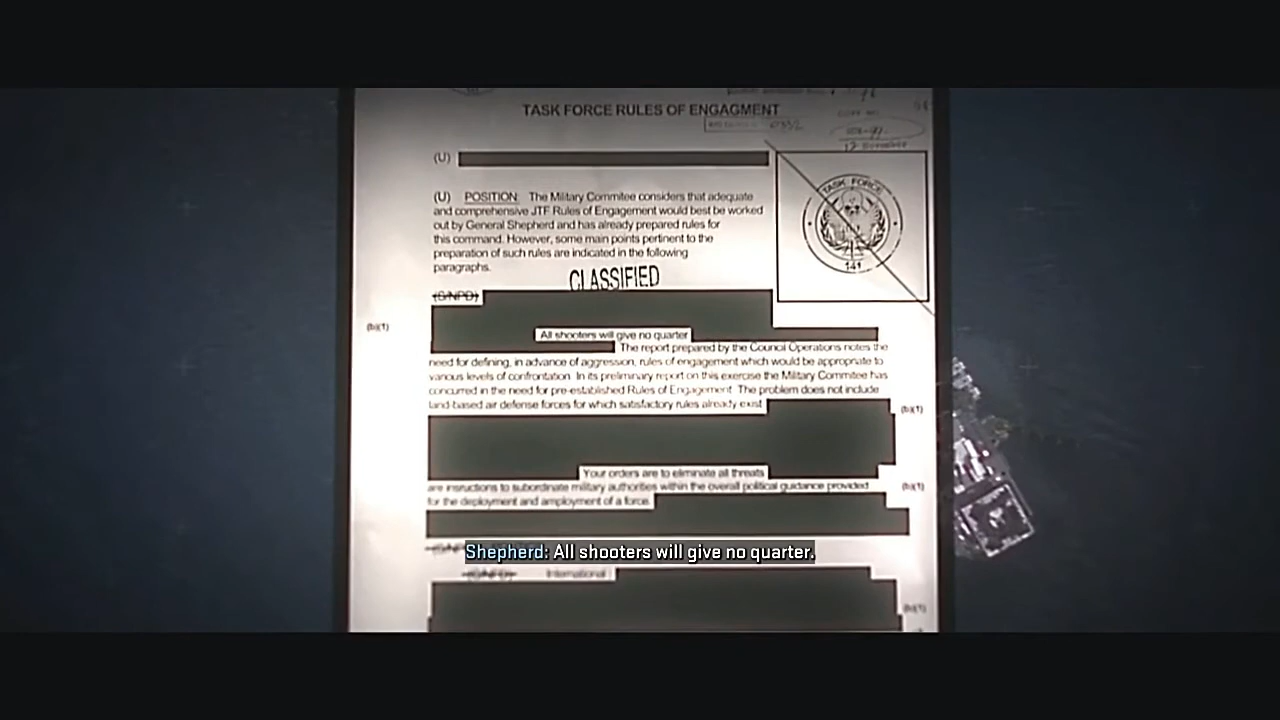 TASK FORCE RULES OF ENGAGMENT
(U)
(U) POSITION: The Military Commitee considers that adequate
and comprehensive JTF Rules of Engagement would best be worked
out by General Shepherd and has already prepared rules for
this command. However, some main points pertinent to the
preparation of such rules are indicated in the following
paragraphs.
TASK FORCE
141
CLASSIFIED
(S/NPD)
(b)(1)
All shooters will give no quarter
The report prepared by the Council Operations notes the
need for defining, in advance of aggression, rules of engagement which would be appropriate to
various levels of confrontation. In its preliminary report on this exercise the Military Commitee has
concurred in the need for pre-established Rules of Engagement. The problem does not include
land-based air defense forces for which satisfactory rules already exist
(b)(1)
Your orders are to eliminate all threats
are insructions to subordinate military authorities within the overall political guidance provided
(b)(1)
for the deployment and amployment of a force.
Shepherd: All shooters will give no quarter.
International
(b)(1)